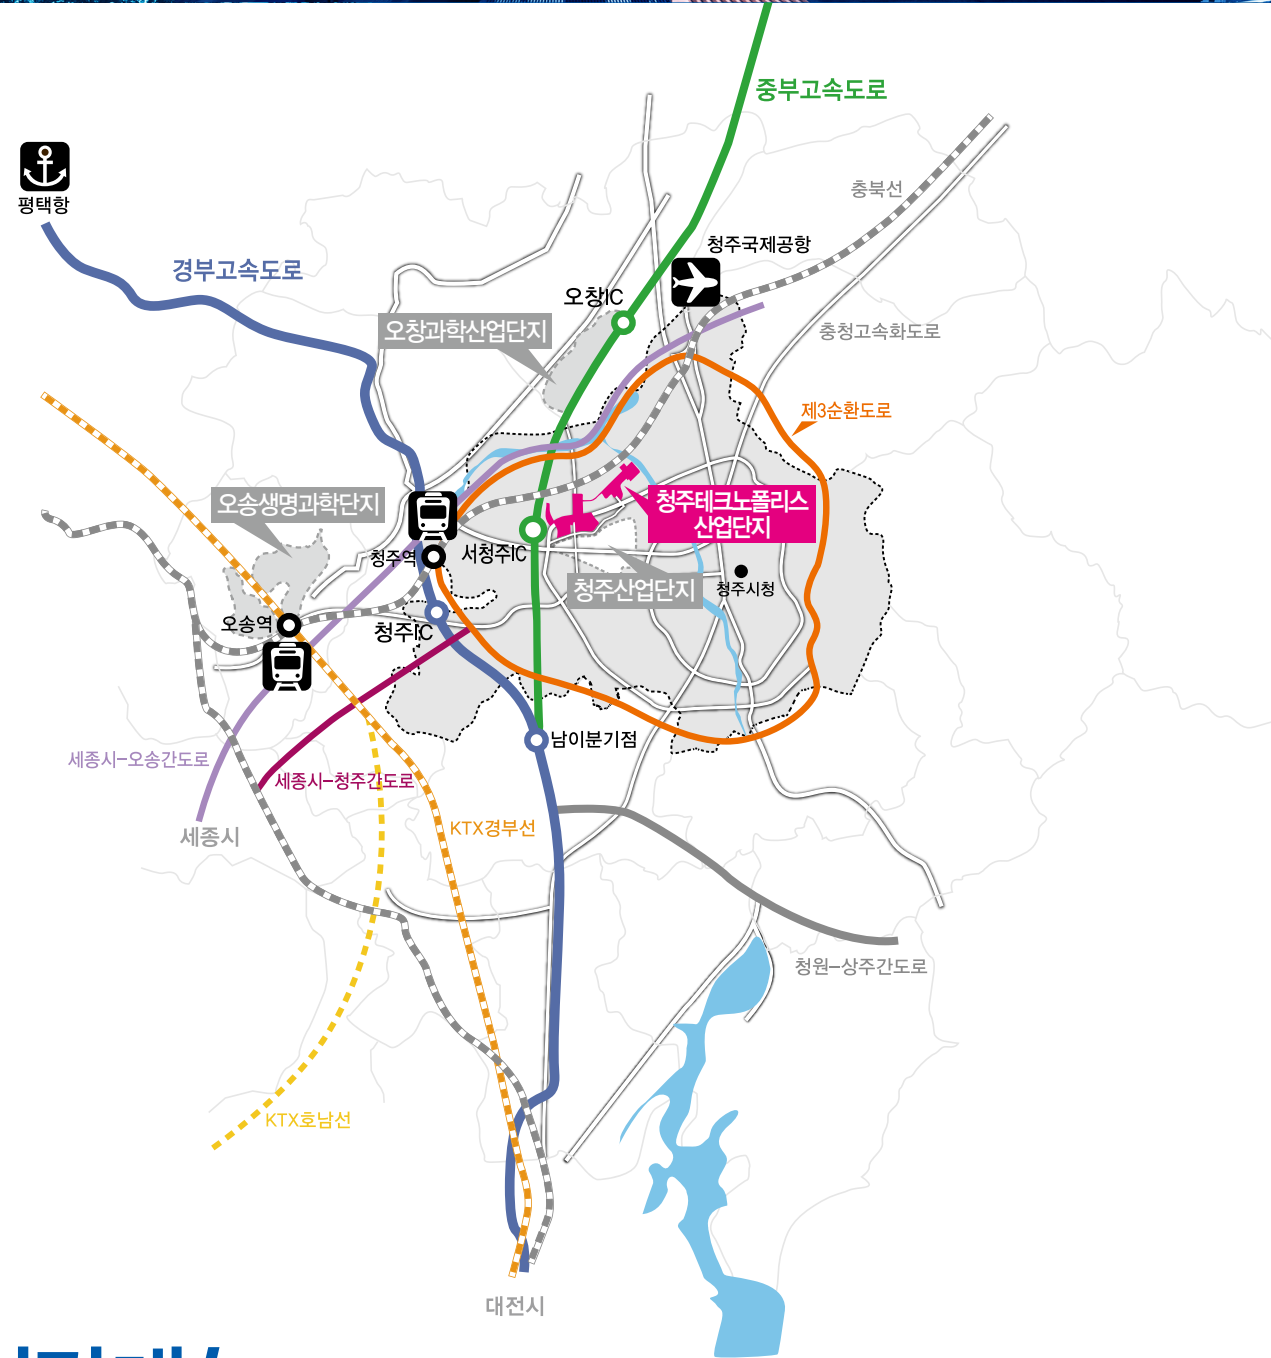 중부고속도로
충북선
평택항
청주국제공항
경부고속도로
오창IC
오창과학산업단지
충청고속화도로
제3순환도로
오송생명과학단지
청주테크노폴리스
산업단지
청주역
서청주IC
청주산업단지
청주시청
오송역
청주IC
남이분기점
세종시-오송간도로
세종시-청주간도로
세종시
KTX경부선
청원-상주간도로
KTX호남선
대전시